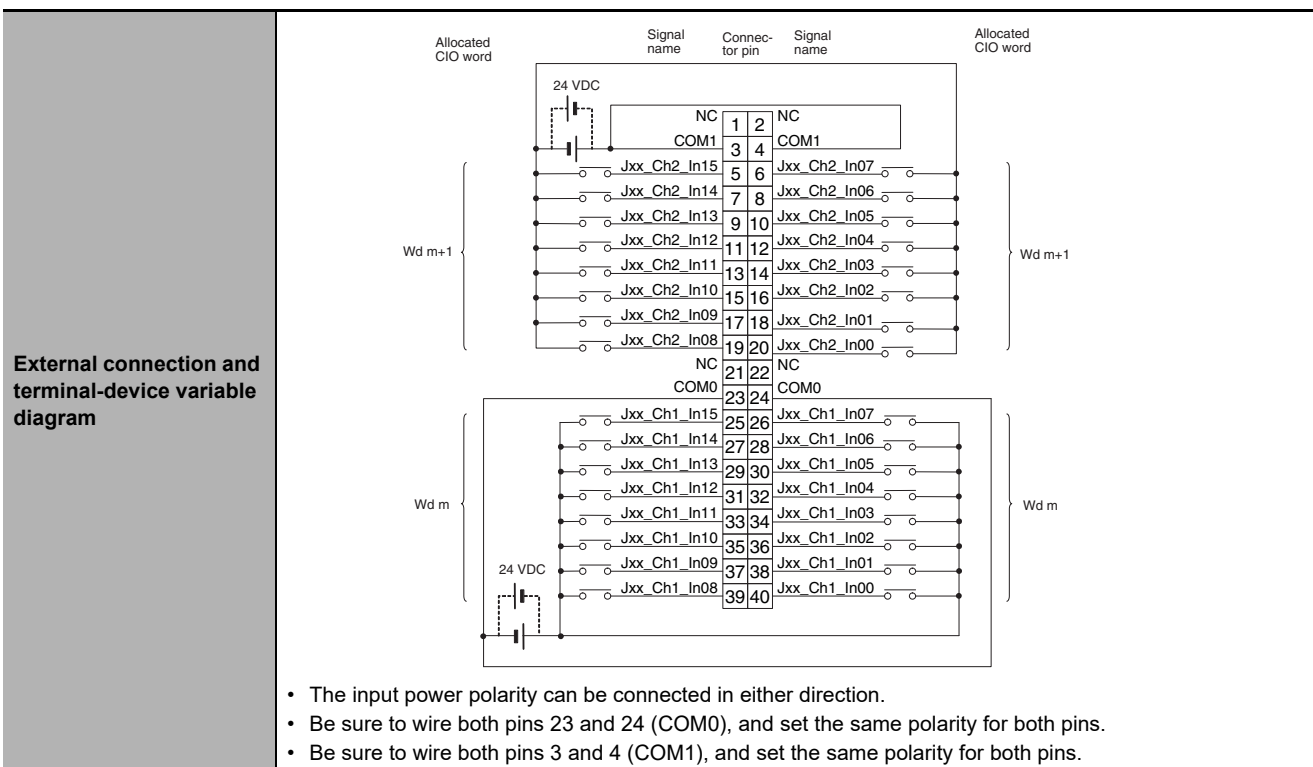 Allocated
CIO word
Signal
name
Connec-
tor pin
Signal
name
Allocated
CIO word
24 VDC
NC 1 2 NC
COM1 3 4 COM1
Jxx_Ch2_In15 5 6 Jxx_Ch2_In07
Jxx_Ch2_In14 7 8 Jxx_Ch2_In06
Jxx_Ch2_In13 9 10 Jxx_Ch2_In05
Jxx_Ch2_In12 11 12 Jxx_Ch2_In04
Wd m+1
Wd m+1
Jxx_Ch2_In11 13 14 Jxx_Ch2_In03
Jxx_Ch2_In10 15 16 Jxx_Ch2_In02
Jxx_Ch2_In09 17 18 Jxx_Ch2_In01
Jxx_Ch2_In08 19 20 Jxx_Ch2_In00
External connection and
terminal-device variable
diagram
NC 21 22 NC
COM0 23 24 COM0
Jxx_Ch1_In15 25 26 Jxx_Ch1_In07
Jxx_Ch1_In14 27 28 Jxx_Ch1_In06
Jxx_Ch1_In13 29 30 Jxx_Ch1_In05
Jxx_Ch1_In12 31 32 Jxx_Ch1_In04
Wd m
Wd m
Jxx_Ch1_In11 33 34 Jxx_Ch1_In03
Jxx_Ch1_In10 35 36 Jxx_Ch1_In02
Jxx_Ch1_In09 37 38 Jxx_Ch1_In01
24 VDC
Jxx_Ch1_In08 39 40 Jxx_Ch1_In00
• The input power polarity can be connected in either direction.
• Be sure to wire both pins 23 and 24 (COM0), and set the same polarity for both pins.
• Be sure to wire both pins 3 and 4 (COM1), and set the same polarity for both pins.